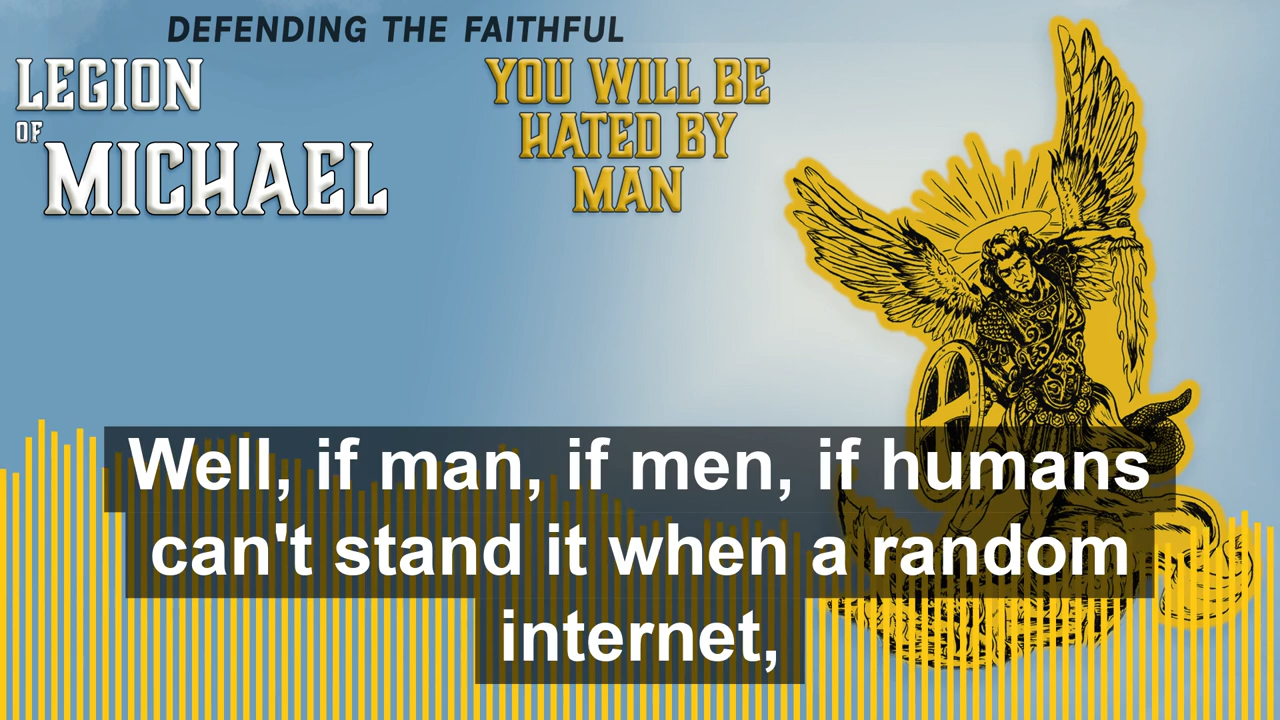 DEFENDING THE FAITHFUL
LEGION
OF
MICHAEL
YOU WILL BE
HATED BY
MAN
Well, if man, if men, if humans
can't stand it when a random
internet,